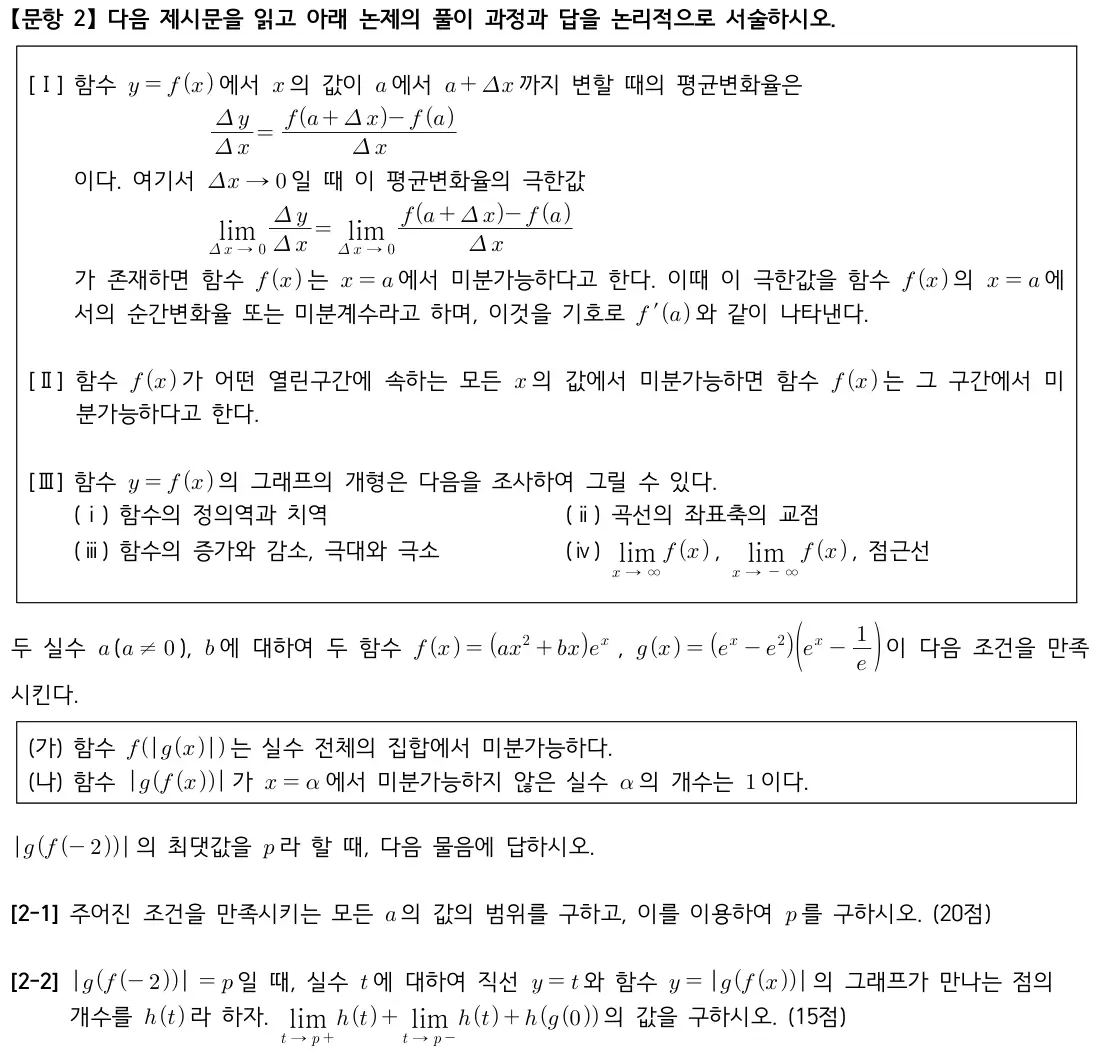 【문항 2】 다음 제시문을 읽고 아래 논제의 풀이 과정과 답을 논리적으로 서술하시오.
[Ⅰ] 함수 y = f(x)에서 x의 값이 a에서 a+Δx까지 변할 때의 평균변화율은
Δy/Δx = (f(a+Δx)−f(a))/Δx
이다. 여기서 Δx→0일 때 이 평균변화율의 극한값
lim_{Δx→0} Δy/Δx = lim_{Δx→0} (f(a+Δx)−f(a))/Δx
가 존재하면 함수 f(x)는 x = a에서 미분가능하다고 한다. 이때 이 극한값을 함수 f(x)의 x = a에
서의 순간변화율 또는 미분계수라고 하며, 이것을 기호로 f′(a)와 같이 나타낸다.
[Ⅱ] 함수 f(x)가 어떤 열린구간에 속하는 모든 x의 값에서 미분가능하면 함수 f(x)는 그 구간에서 미
분가능하다고 한다.
[Ⅲ] 함수 y = f(x)의 그래프의 개형은 다음을 조사하여 그릴 수 있다.
(ⅰ) 함수의 정의역과 치역 (ⅱ) 곡선의 좌표축의 교점
(ⅲ) 함수의 증가와 감소, 극대와 극소 (ⅳ) lim_{x→∞} f(x), lim_{x→−∞} f(x), 점근선
두 실수 a(a≠0), b에 대하여 두 함수 f(x) = (ax²+bx)eˣ, g(x) = (eˣ−e²)(eˣ−1/e)이 다음 조건을 만족
시킨다.
(가) 함수 f(|g(x)|)는 실수 전체의 집합에서 미분가능하다.
(나) 함수 |g(f(x))|가 x = α에서 미분가능하지 않은 실수 α의 개수는 1이다.
|g(f(−2))|의 최댓값을 p라 할 때, 다음 물음에 답하시오.
[2-1] 주어진 조건을 만족시키는 모든 a의 값의 범위를 구하고, 이를 이용하여 p를 구하시오. (20점)
[2-2] |g(f(−2))| = p일 때, 실수 t에 대하여 직선 y = t와 함수 y = |g(f(x))|의 그래프가 만나는 점의
개수를 h(t)라 하자. lim_{t→p+} h(t) + lim_{t→p−} h(t) + h(g(0))의 값을 구하시오. (15점)